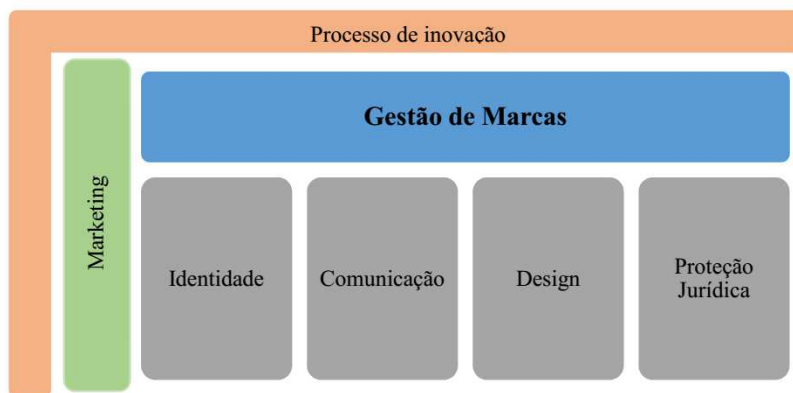 Processo de inovação
Gestão de Marcas
Marketing
Identidade
Comunicação
Design
Proteção
Jurídica